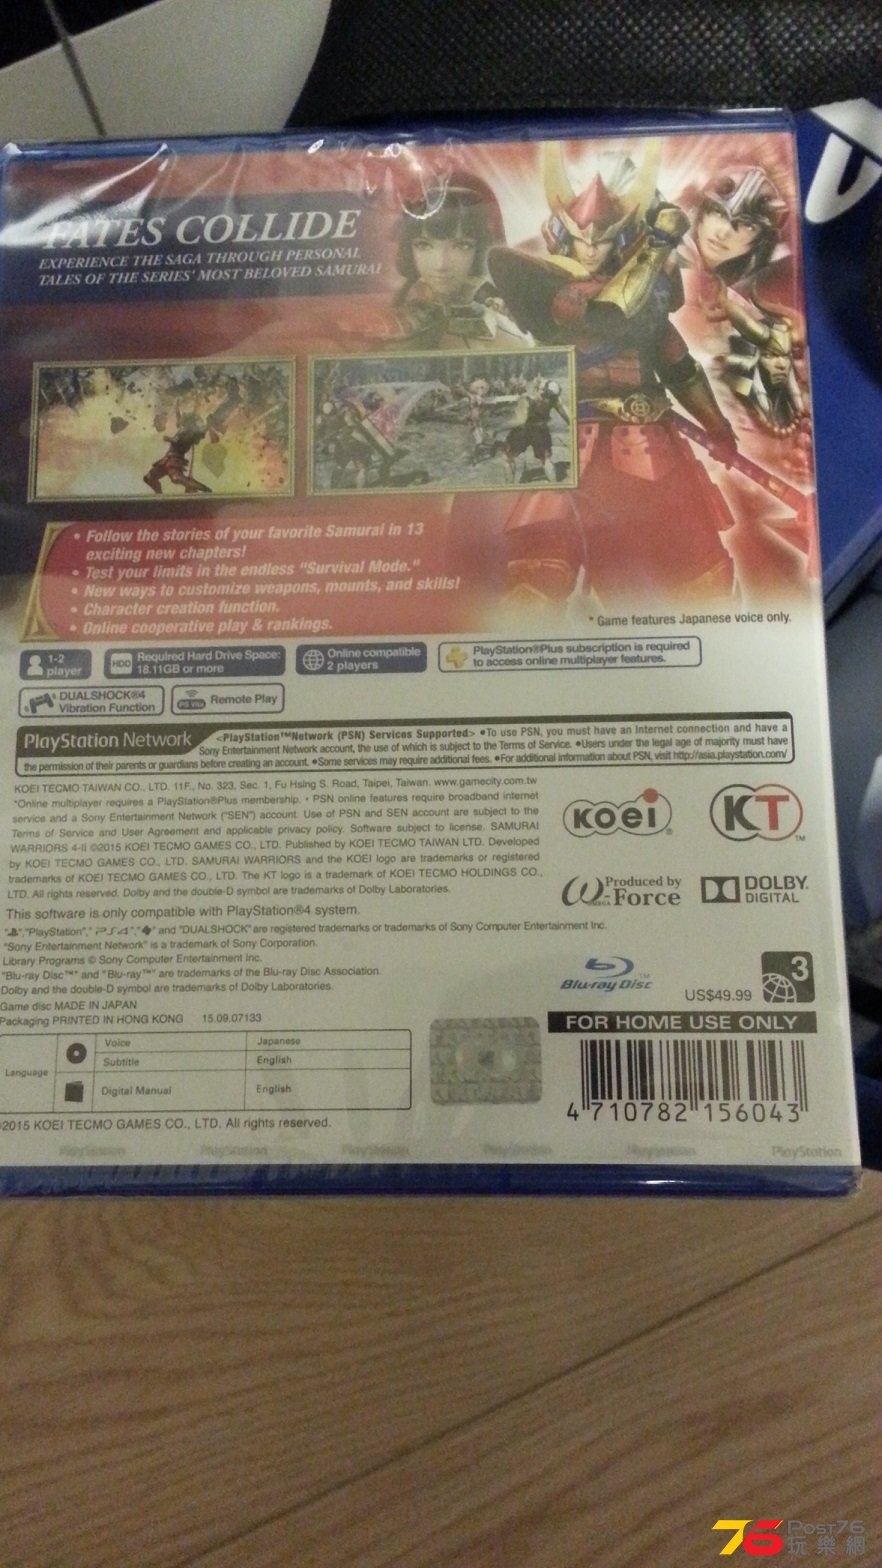 FATES COLLIDE
EXPERIENCE THE SAGA THROUGH PERSONAL
TALES OF THE SERIES' MOST BELOVED SAMURAI
• Follow the stories of your favorite Samurai in 13
exciting new chapters!
• Test your limits in the endless "Survival Mode."
• New ways to customize weapons, mounts, and skills!
• Character creation function.
• Online cooperative play & rankings.
* Game features Japanese voice only.
1-2
player
HDD
Required Hard Drive Space:
18.11GB or more
Online compatible
2 players
PlayStation®Plus subscription is required
to access online multiplayer features.
DUALSHOCK®4
Vibration Function
PS Vita
Remote Play
PlayStation Network
<PlayStation™Network (PSN) Services Supported> •To use PSN, you must have an Internet connection and have a
Sony Entertainment Network account, the use of which is subject to the Terms of Service. •Users under the legal age of majority must have
the permission of their parents or guardians before creating an account. •Some services may require additional fees. •For additional information about PSN, visit http://asia.playstation.com/
KOEI TECMO TAIWAN CO., LTD. 11F., No. 323, Sec. 1, Fu Hsing S. Road, Taipei, Taiwan. www.gamecity.com.tw
*Online multiplayer requires a PlayStation®Plus membership. • PSN online features require broadband internet
service and a Sony Entertainment Network ("SEN") account. Use of PSN and SEN account are subject to the
Terms of Service and User Agreement and applicable privacy policy. Software subject to license. SAMURAI
WARRIORS 4-II ©2015 KOEI TECMO GAMES CO., LTD. Published by KOEI TECMO TAIWAN LTD. Developed
by KOEI TECMO GAMES CO., LTD. SAMURAI WARRIORS and the KOEI logo are trademarks or registered
trademarks of KOEI TECMO GAMES CO., LTD. The KT logo is a trademark of KOEI TECMO HOLDINGS CO.,
LTD. All rights reserved. Dolby and the double-D symbol are trademarks of Dolby Laboratories.
This software is only compatible with PlayStation®4 system.
"PlayStation", "PS4", and "DUALSHOCK" are registered trademarks or trademarks of Sony Computer Entertainment Inc.
"Sony Entertainment Network" is a trademark of Sony Corporation.
Library Programs © Sony Computer Entertainment Inc.
"Blu-ray Disc™" and "Blu-ray™" are trademarks of the Blu-ray Disc Association.
Dolby and the double-D symbol are trademarks of Dolby Laboratories.
Game disc MADE IN JAPAN
Packaging PRINTED IN HONG KONG 15.09.07133
KOEI®
KT™
ω Produced by
Force
DOLBY
DIGITAL
Blu-ray Disc™
US$49.99
3
FOR HOME USE ONLY
4 710782 156043
Language
Voice Japanese
Subtitle English
Digital Manual English
©2015 KOEI TECMO GAMES CO., LTD. All rights reserved.
PlayStation PlayStation PlayStation PlayStation PlayStation PlayStation
76 Post76
玩樂網